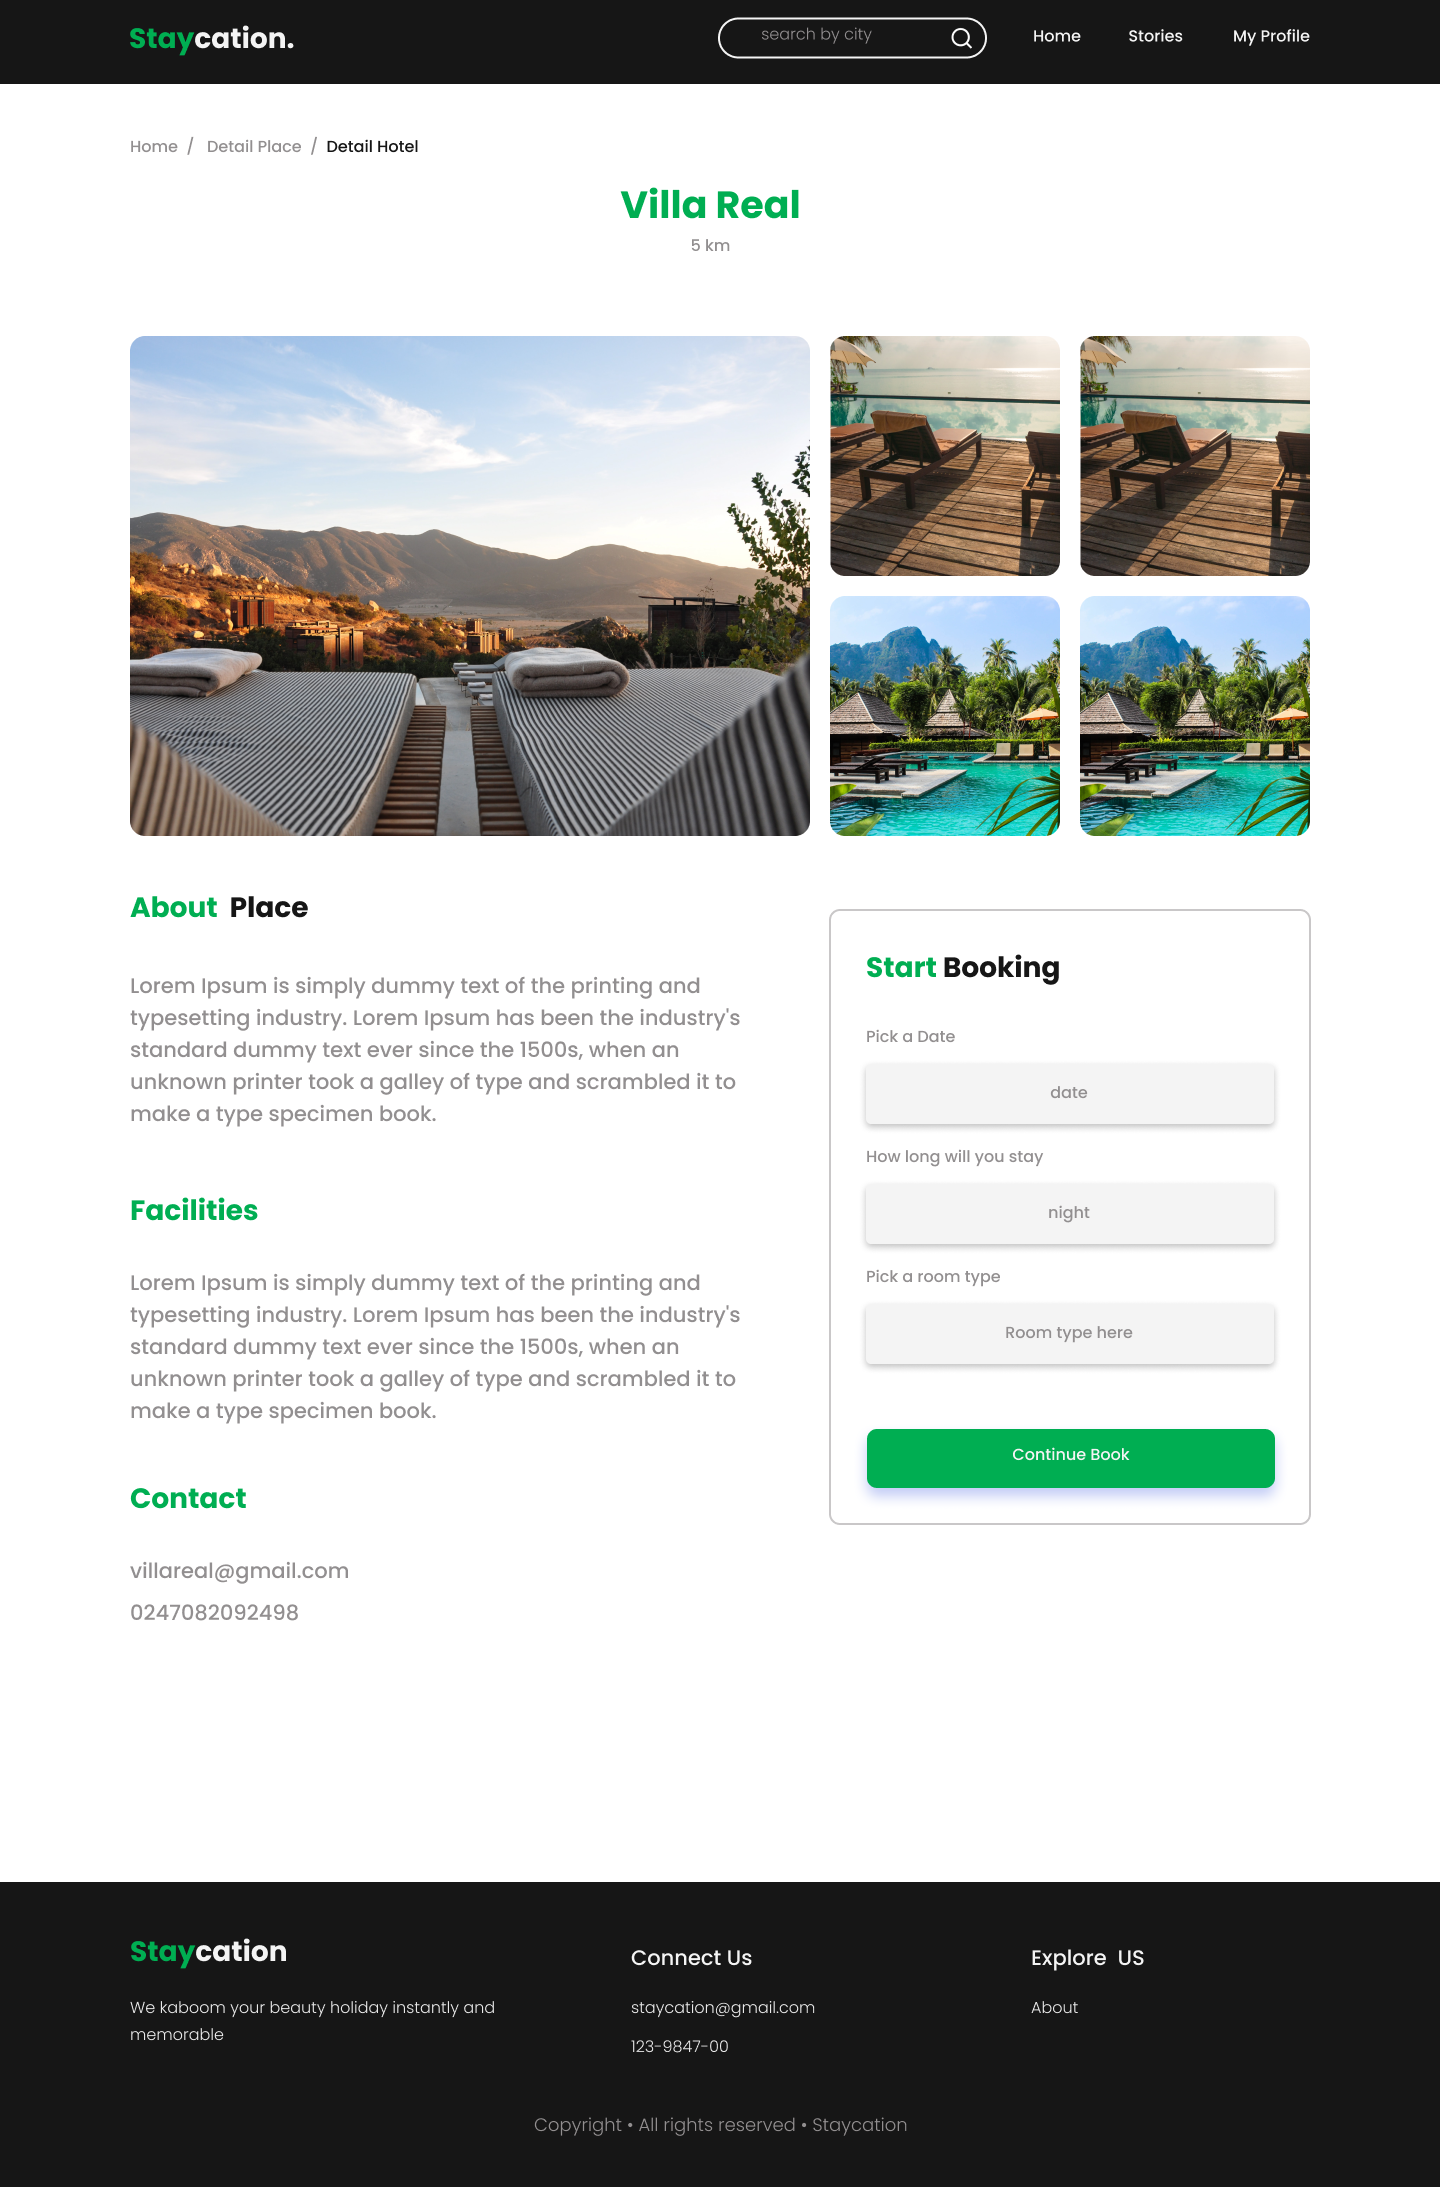 Staycation.
search by city
Home
Stories
My Profile
Home / Detail Place / Detail Hotel
Villa Real
5 km
About Place
Lorem Ipsum is simply dummy text of the printing and
typesetting industry. Lorem Ipsum has been the industry's
standard dummy text ever since the 1500s, when an
unknown printer took a galley of type and scrambled it to
make a type specimen book.
Facilities
Lorem Ipsum is simply dummy text of the printing and
typesetting industry. Lorem Ipsum has been the industry's
standard dummy text ever since the 1500s, when an
unknown printer took a galley of type and scrambled it to
make a type specimen book.
Contact
villareal@gmail.com
0247082092498
Start Booking
Pick a Date
date
How long will you stay
night
Pick a room type
Room type here
Continue Book
Staycation
We kaboom your beauty holiday instantly and
memorable
Connect Us
staycation@gmail.com
123-9847-00
Explore US
About
Copyright • All rights reserved • Staycation